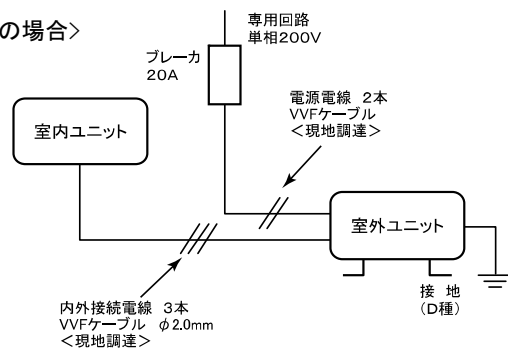 の場合>
専用回路
単相200V
ブレーカ
20A
電源電線 2本
VVFケーブル
<現地調達>
室内ユニット
室外ユニット
接 地
(D種)
内外接続電線 3本
VVFケーブル φ2.0mm
<現地調達>